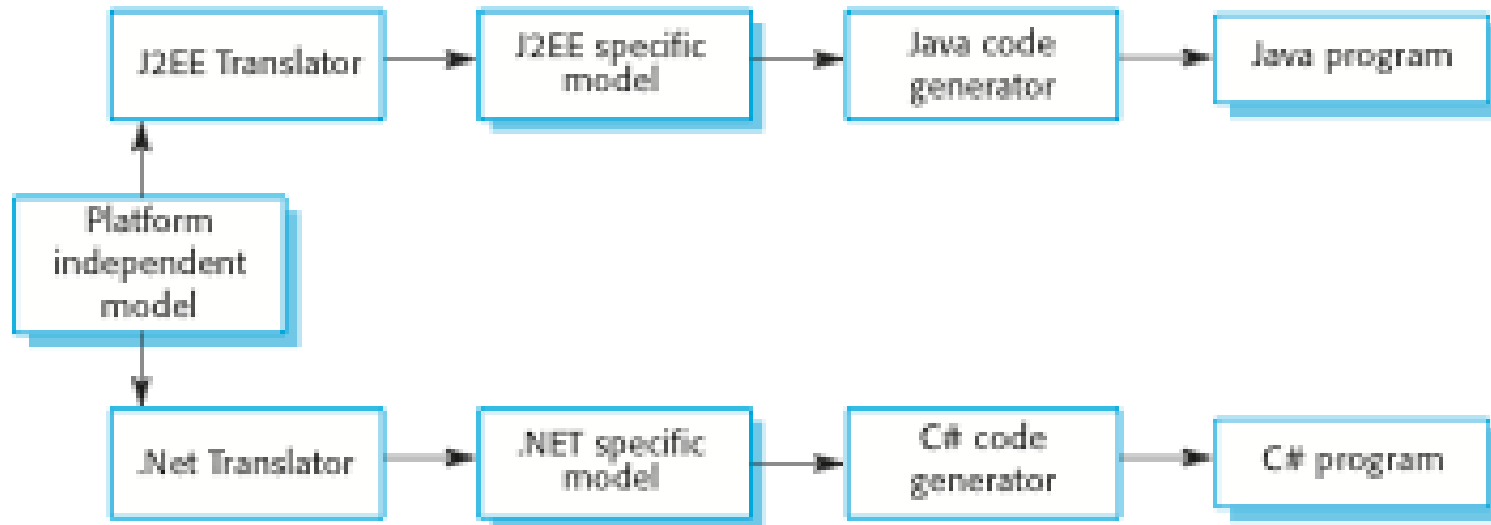 J2EE Translator
J2EE specific
model
Java code
generator
Java program
Platform
independent
model
.Net Translator
.NET specific
model
C# code
generator
C# program